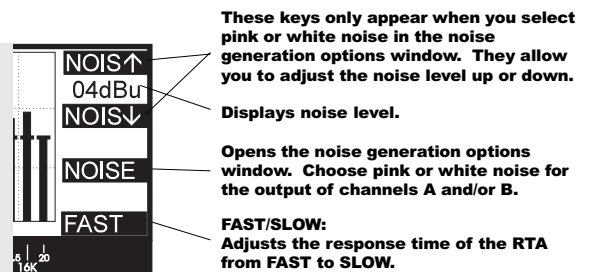 NOIS↑
04dBu
NOIS↓
NOISE
FAST
.5 20
16K
These keys only appear when you select
pink or white noise in the noise
generation options window. They allow
you to adjust the noise level up or down.
Displays noise level.
Opens the noise generation options
window. Choose pink or white noise for
the output of channels A and/or B.
FAST/SLOW:
Adjusts the response time of the RTA
from FAST to SLOW.